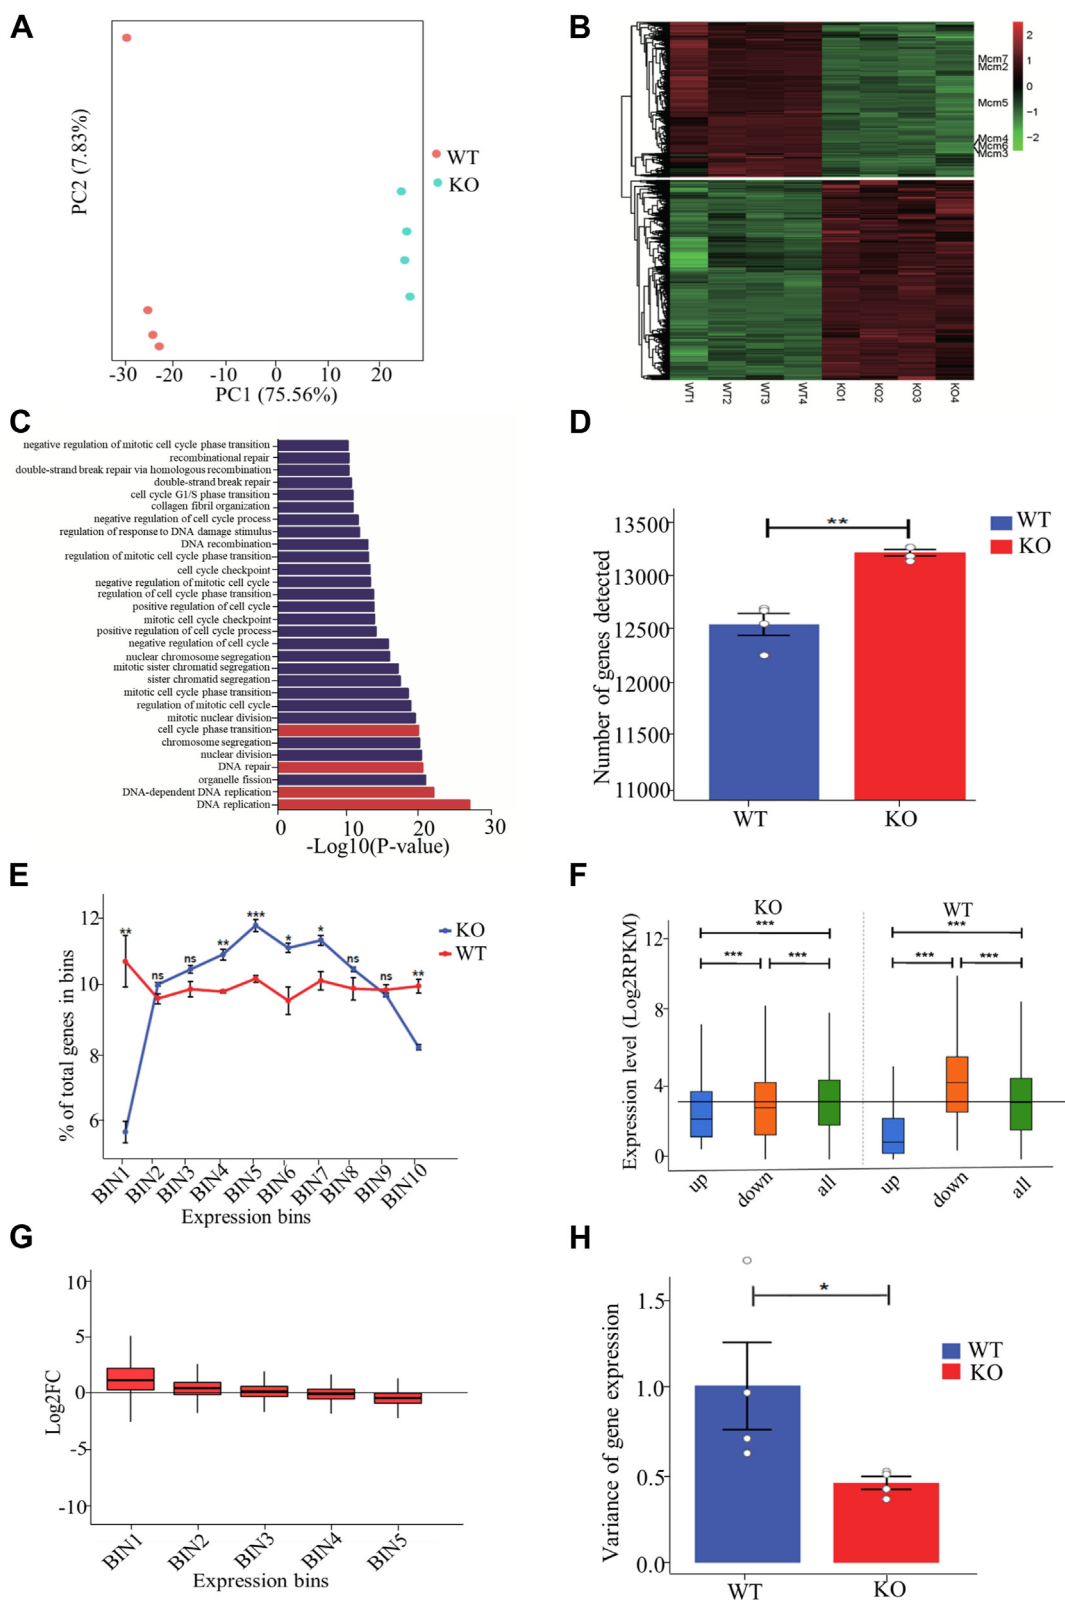 A
PC2 (7.83%)
WT
KO
-30 -20 -10 0 10 20
PC1 (75.56%)
B
2
1
0
-1
-2
Mcm7
Mcm2
Mcm5
Mcm4
Mcm6
Mcm3
WT1 WT2 WT3 WT4 KO1 KO2 KO3 KO4
C
negative regulation of mitotic cell cycle phase transition
recombinational repair
double-strand break repair via homologous recombination
double-strand break repair
cell cycle G1/S phase transition
collagen fibril organization
negative regulation of cell cycle process
regulation of response to DNA damage stimulus
DNA recombination
regulation of mitotic cell cycle phase transition
cell cycle checkpoint
negative regulation of mitotic cell cycle
regulation of cell cycle phase transition
positive regulation of cell cycle
mitotic cell cycle checkpoint
positive regulation of cell cycle process
negative regulation of cell cycle
nuclear chromosome segregation
mitotic sister chromatid segregation
sister chromatid segregation
mitotic cell cycle phase transition
regulation of mitotic cell cycle
mitotic nuclear division
cell cycle phase transition
chromosome segregation
nuclear division
DNA repair
organelle fission
DNA-dependent DNA replication
DNA replication
0 10 20 30
-Log10(P-value)
D
Number of genes detected
13500
13000
12500
12000
11500
11000
**
WT
KO
WT KO
E
% of total genes in bins
12
10
8
6
** ns ns ** *** * * ns ns **
KO
WT
BIN1 BIN2 BIN3 BIN4 BIN5 BIN6 BIN7 BIN8 BIN9 BIN10
Expression bins
F
Expression level (Log2RPKM)
KO WT
12
8
4
0
*** ***
*** *** *** ***
up down all up down all
G
Log2FC
10
5
0
-5
-10
BIN1 BIN2 BIN3 BIN4 BIN5
Expression bins
H
Variance of gene expression
1.5
1.0
0.5
0.0
*
WT
KO
WT KO